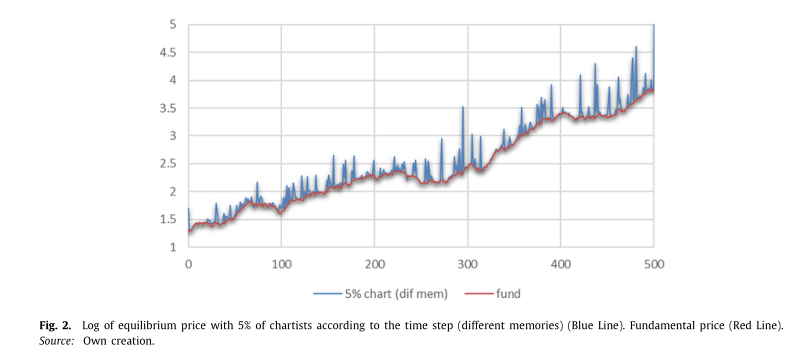 5
4.5
4
3.5
3
2.5
2
1.5
1
0 100 200 300 400 500
5% chart (dif mem) fund
Fig. 2. Log of equilibrium price with 5% of chartists according to the time step (different memories) (Blue Line). Fundamental price (Red Line).
Source: Own creation.